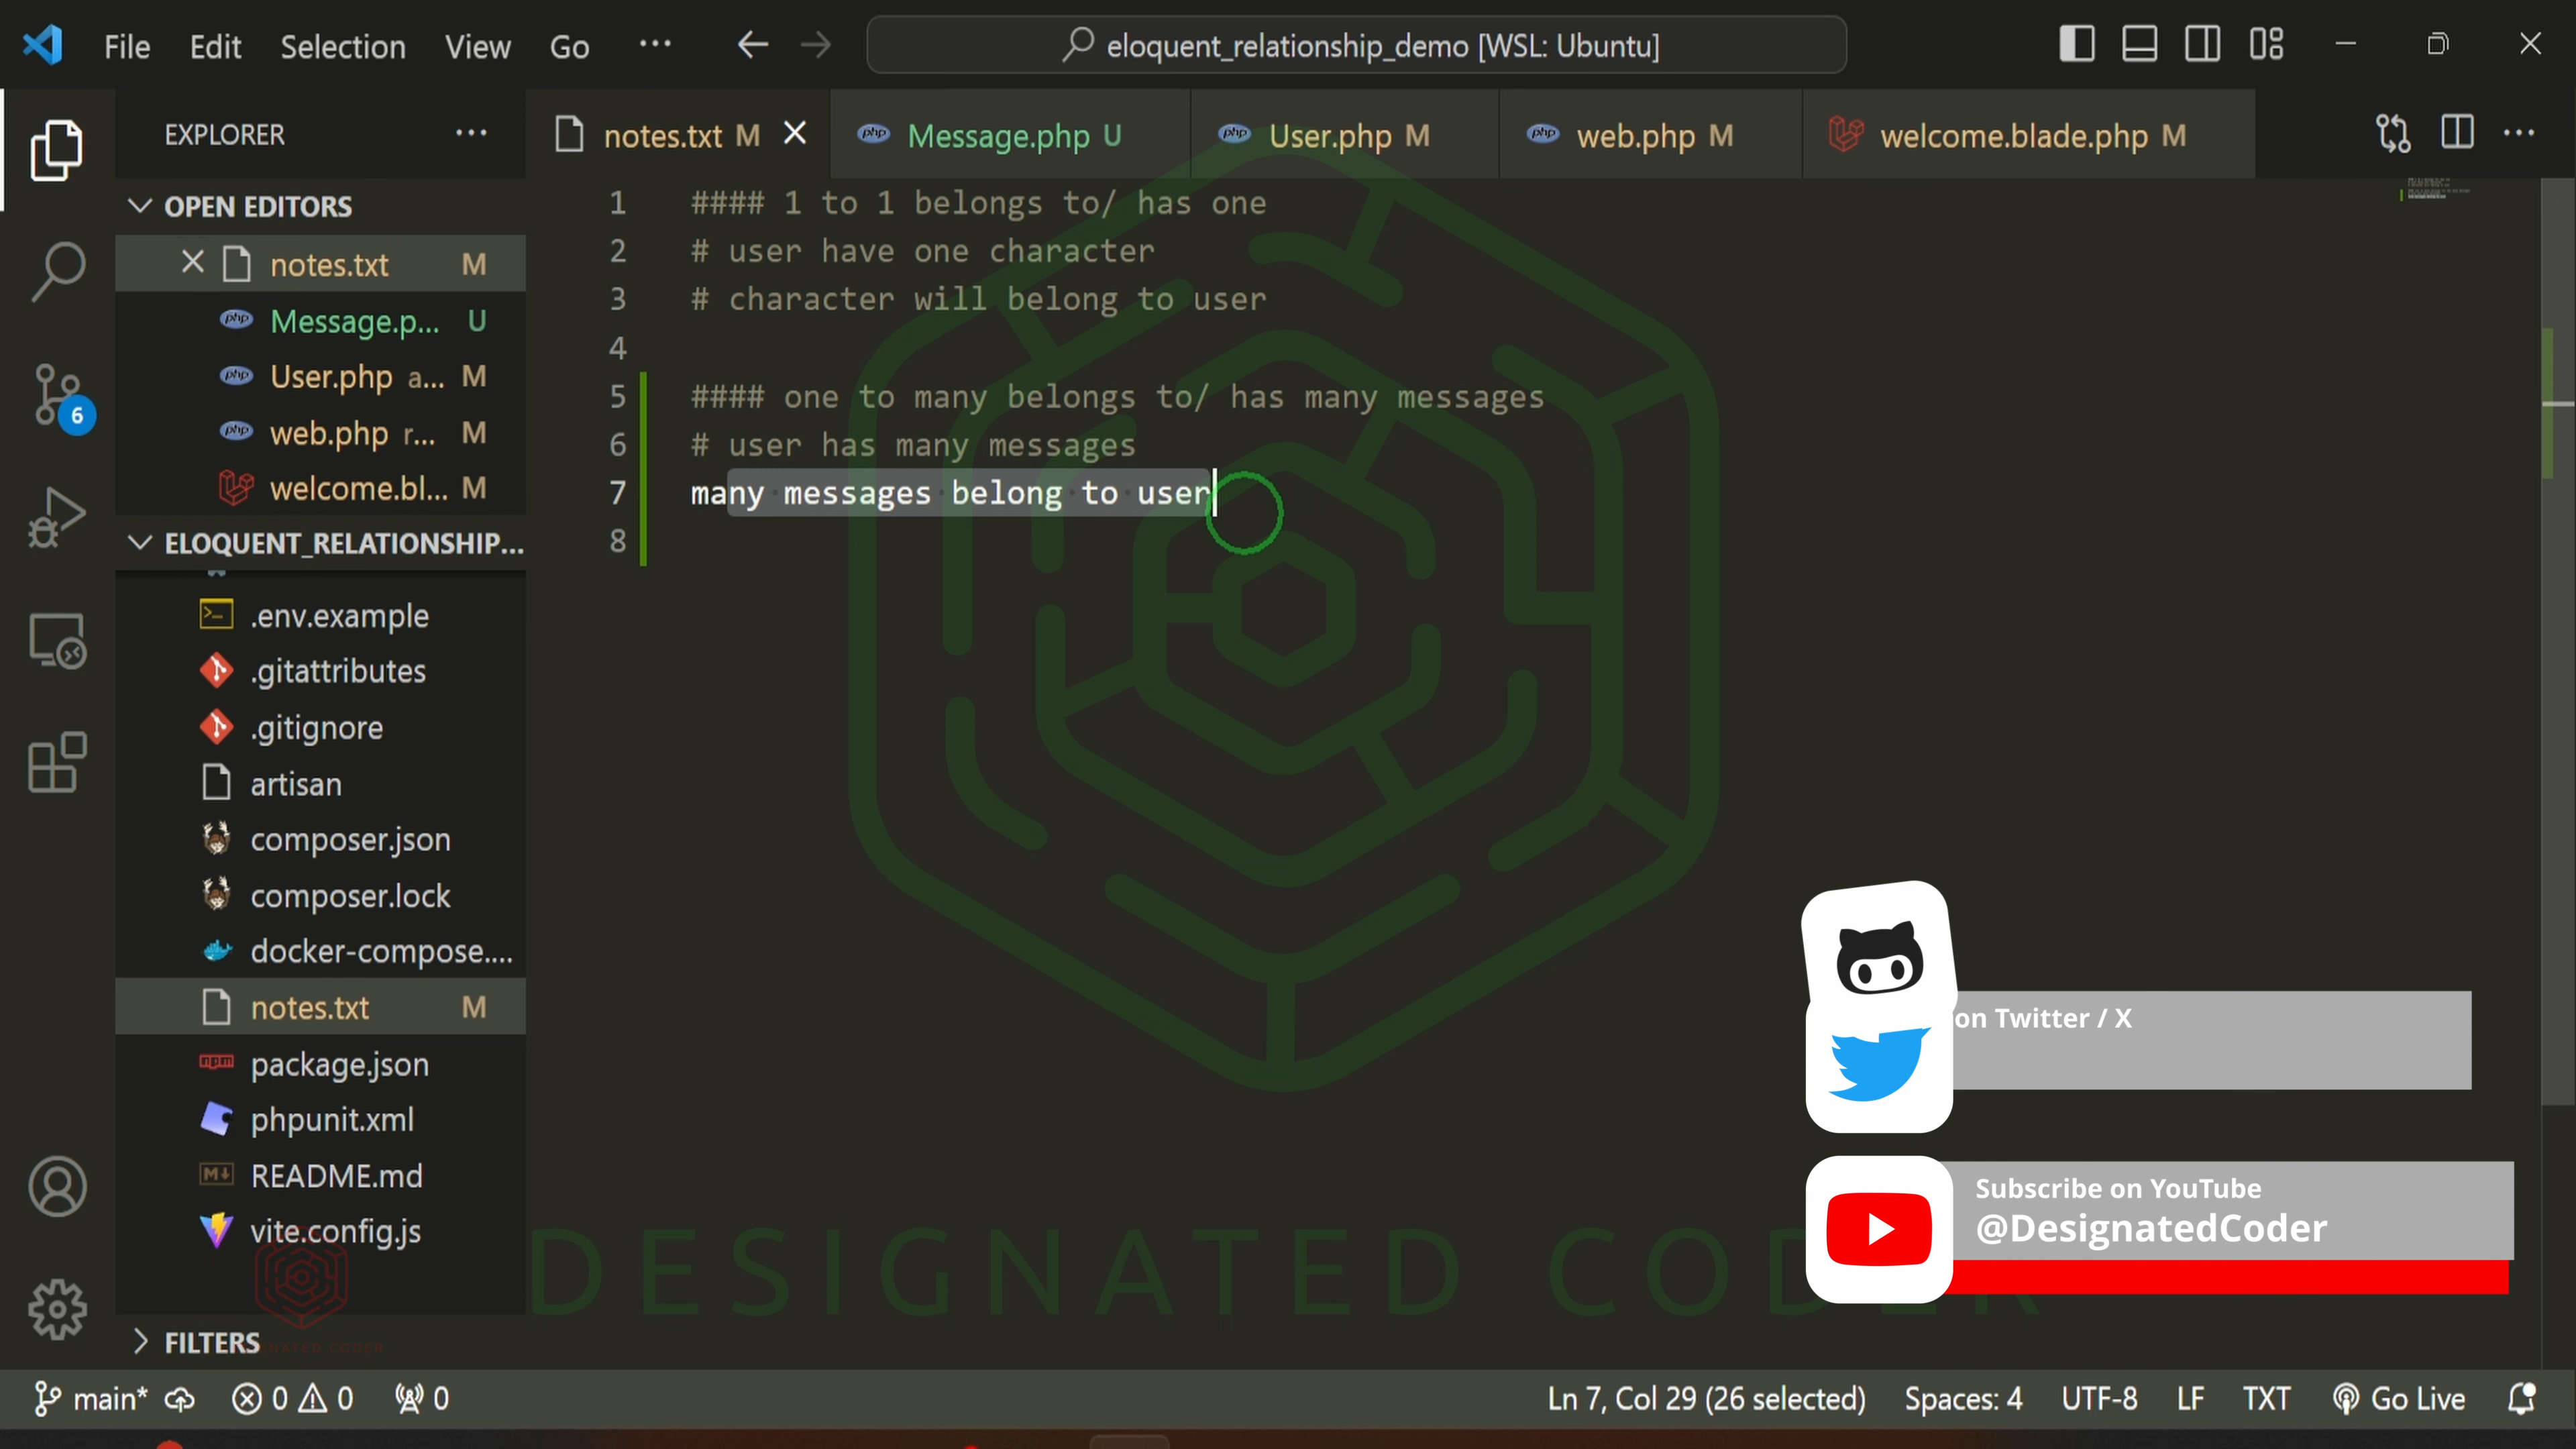 File Edit Selection View Go ···
eloquent_relationship_demo [WSL: Ubuntu]
EXPLORER ···
notes.txt M
Message.php U
User.php M
web.php M
welcome.blade.php M
OPEN EDITORS
notes.txt M
Message.p... U
User.php a... M
web.php r... M
welcome.bl... M
ELOQUENT_RELATIONSHIP...
.env.example
.gitattributes
.gitignore
artisan
composer.json
composer.lock
docker-compose....
notes.txt M
package.json
phpunit.xml
README.md
vite.config.js
FILTERS
1 #### 1 to 1 belongs to/ has one
2 # user have one character
3 # character will belong to user
4
5 #### one to many belongs to/ has many messages
6 # user has many messages
7 many messages belong to user
8
6
on Twitter / X
Subscribe on YouTube
@DesignatedCoder
DESIGNATED CODER
main* 0 0 0
Ln 7, Col 29 (26 selected) Spaces: 4 UTF-8 LF TXT Go Live